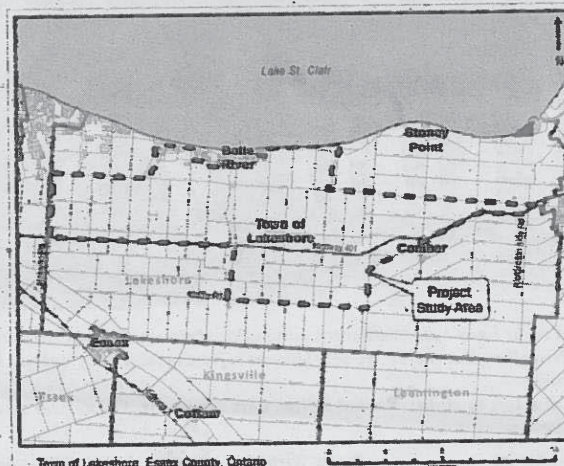 Lake St. Clair
Stoney
Point
Belle
River
Town of
Lakeshore
Comber
Lakeshore
Project
Study Area
Essex
Kingsville
Essex
Leamington
Cottam
Town of Lakeshore, Essex County, Ontario